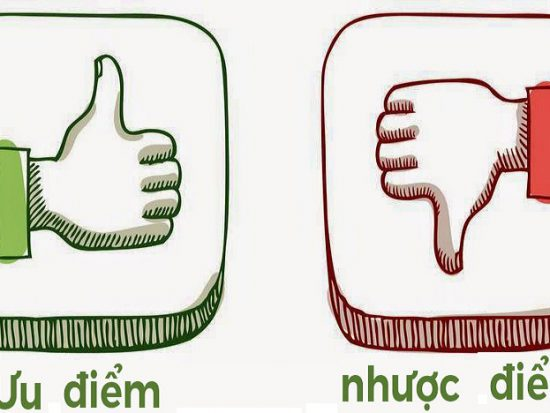 Ưu điểm
nhược điể